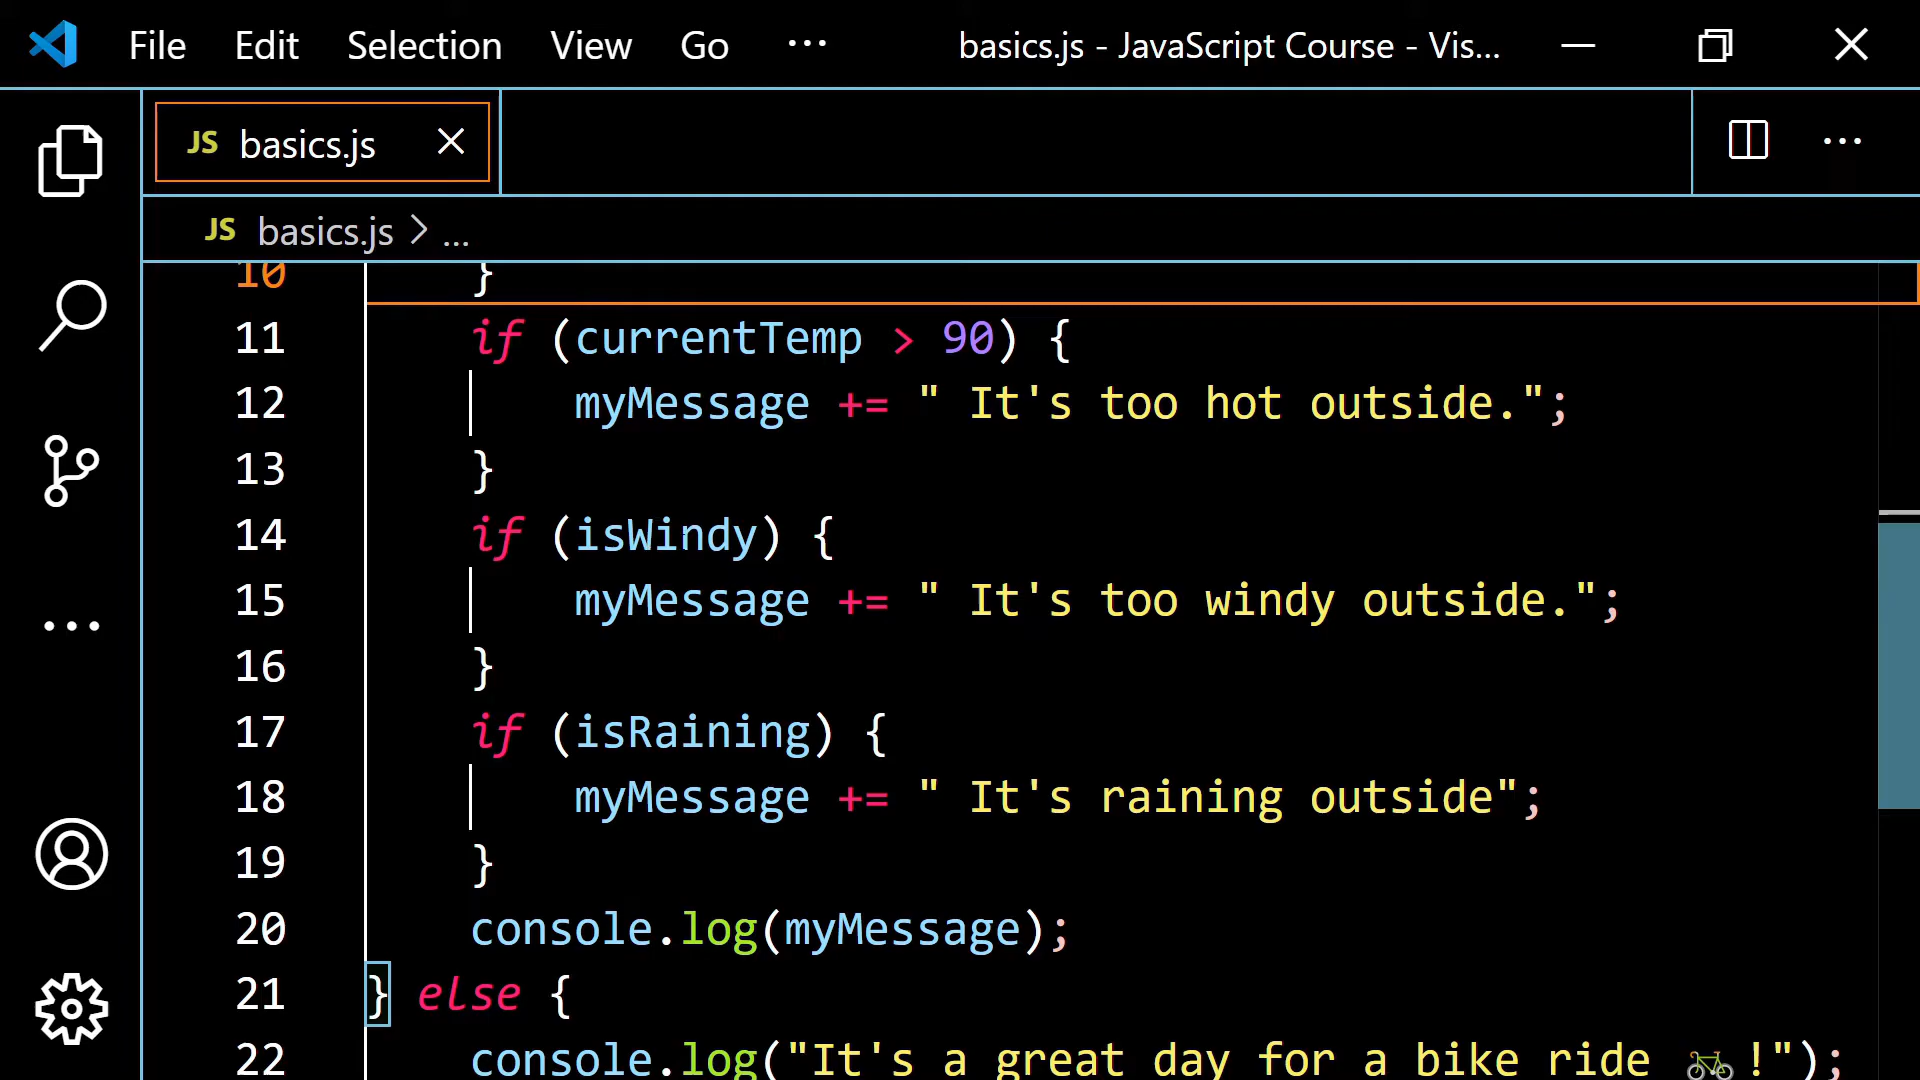 File Edit Selection View Go ··· basics.js - JavaScript Course - Vis...
JS basics.js
JS basics.js > ...
10 }
11 if (currentTemp > 90) {
12 myMessage += " It's too hot outside.";
13 }
14 if (isWindy) {
15 myMessage += " It's too windy outside.";
16 }
17 if (isRaining) {
18 myMessage += " It's raining outside";
19 }
20 console.log(myMessage);
21 } else {
22 console.log("It's a great day for a bike ride 🚲!");